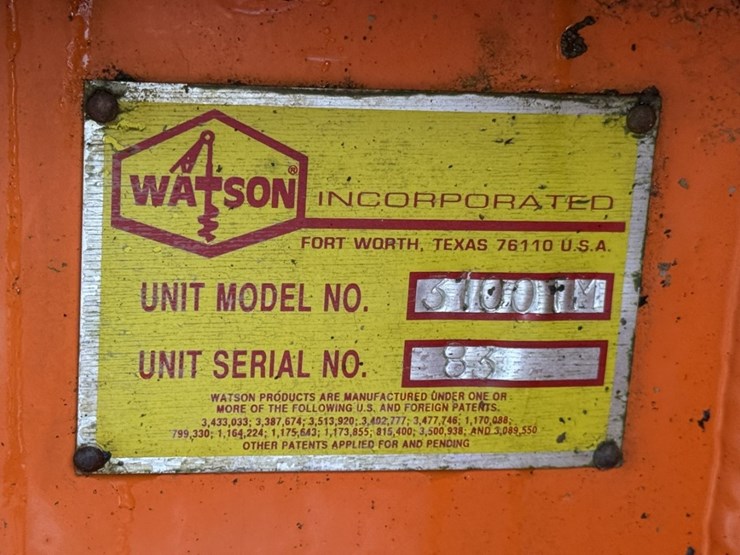 WATSON®
INCORPORATED
FORT WORTH, TEXAS 76110 U.S.A.
UNIT MODEL NO. 3100TM
UNIT SERIAL NO. 83
WATSON PRODUCTS ARE MANUFACTURED UNDER ONE OR
MORE OF THE FOLLOWING U.S. AND FOREIGN PATENTS.
3,433,033; 3,387,674; 3,513,920; 3,402,777; 3,477,746; 1,170,088;
799,330; 1,164,224; 1,175,643; 1,173,855; 815,400; 3,500,938; AND 3,089,550
OTHER PATENTS APPLIED FOR AND PENDING